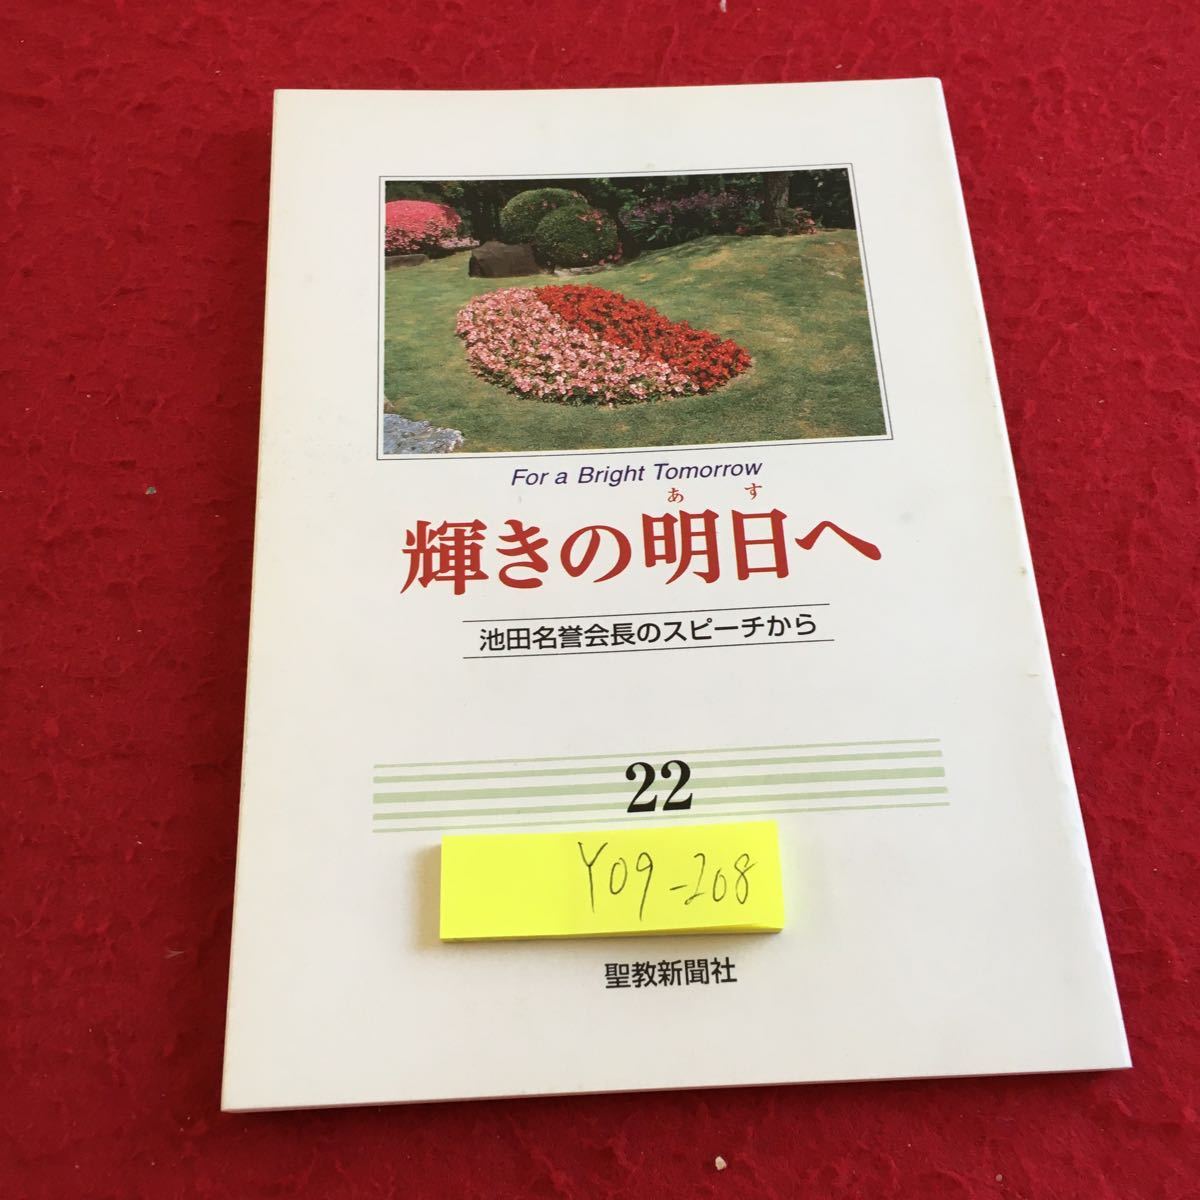 For a Bright Tomorrow
あす
輝きの明日へ
池田名誉会長のスピーチから
22
Y09-208
聖教新聞社